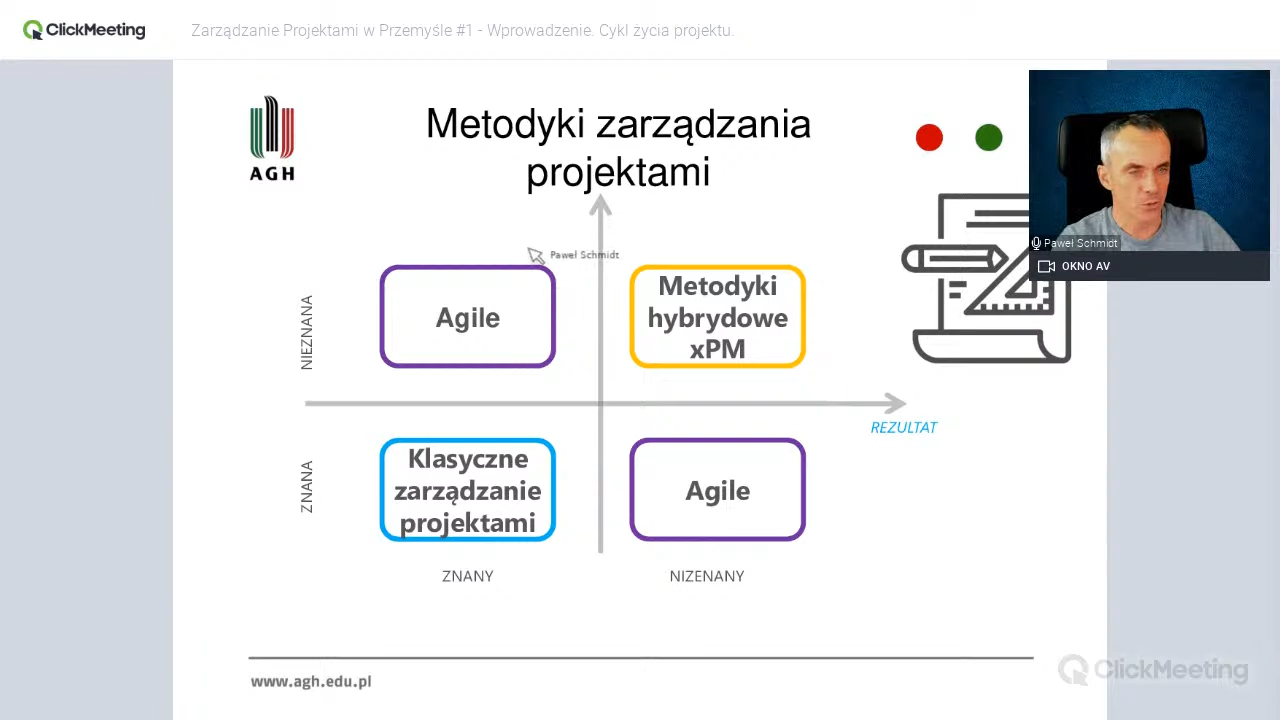 ClickMeeting
Zarządzanie Projektami w Przemyśle #1 - Wprowadzenie. Cykl życia projektu.
AGH
Metodyki zarządzania
projektami
Paweł Schmidt
OKNO AV
Paweł Schmidt
NIEZNANA
Agile
Metodyki
hybrydowe
xPM
REZULTAT
ZNANA
Klasyczne
zarządzanie
projektami
Agile
ZNANY
NIZENANY
www.agh.edu.pl
ClickMeeting